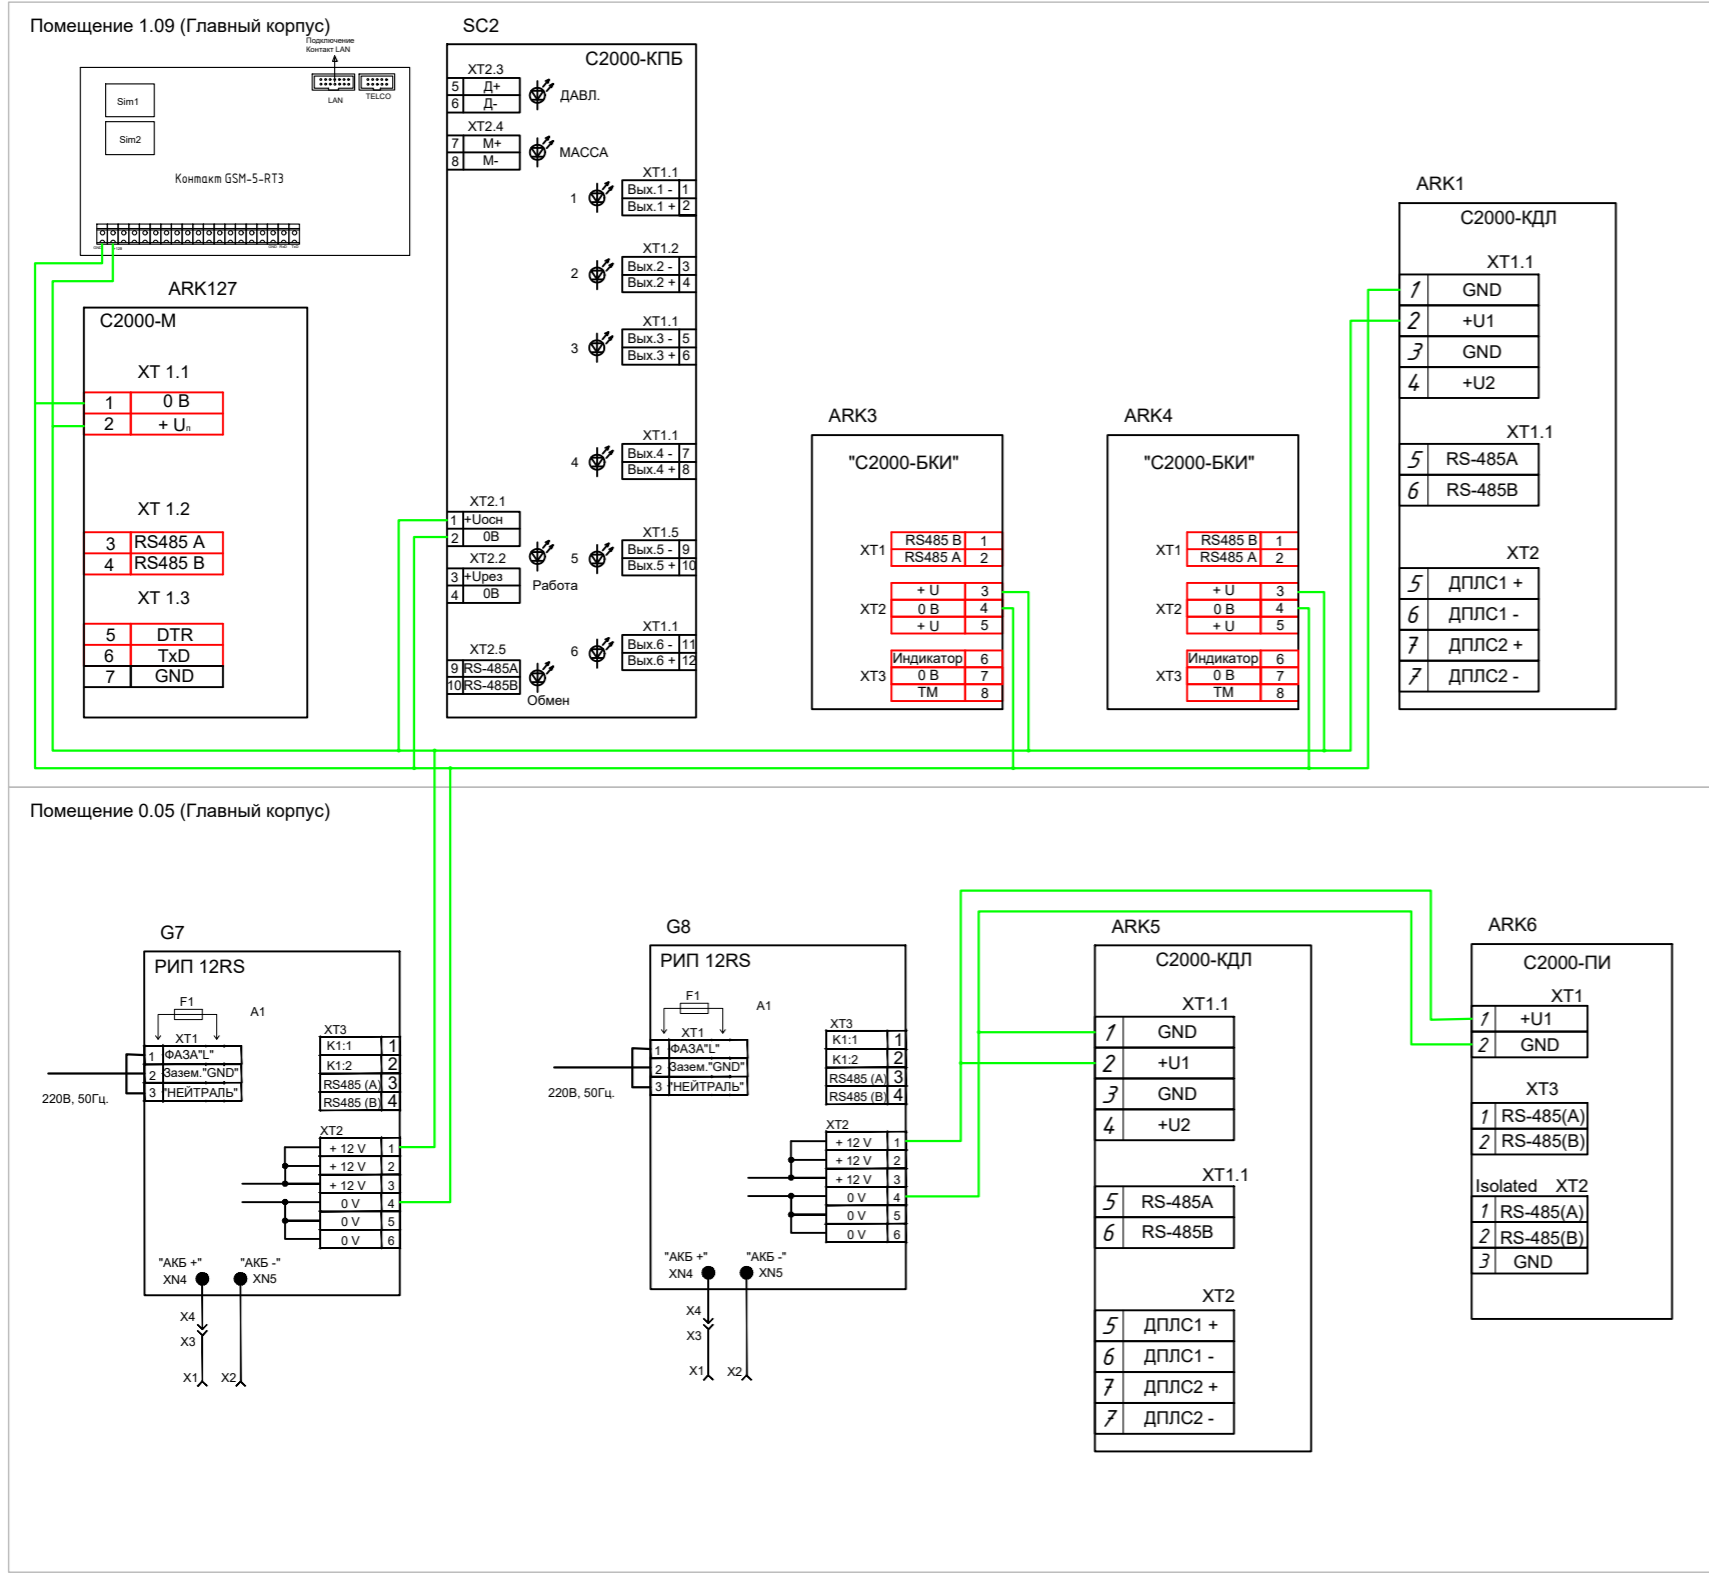 Помещение 1.09 (Главный корпус)
Подключение
Контакт LAN
LAN
TELCO
Sim1
Sim2
Контакт GSM-5-RT3
GND RxD TxD
ARK127
С2000-М
XT 1.1
1 0 В
2 + Uп
XT 1.2
3 RS485 A
4 RS485 B
XT 1.3
5 DTR
6 TxD
7 GND
SC2
С2000-КПБ
XT2.3
5 Д+
6 Д-
ДАВЛ.
XT2.4
7 М+
8 М-
МАССА
XT1.1
1 Вых.1 - 1
Вых.1 + 2
XT1.2
2 Вых.2 - 3
Вых.2 + 4
XT1.1
3 Вых.3 - 5
Вых.3 + 6
XT1.1
4 Вых.4 - 7
Вых.4 + 8
XT2.1
1 +Uосн
2 0В
XT2.2
3 +Uрез
4 0В
Работа
XT1.5
5 Вых.5 - 9
Вых.5 + 10
XT2.5
9 RS-485A
10 RS-485B
Обмен
XT1.1
6 Вых.6 - 11
Вых.6 + 12
ARK3
"С2000-БКИ"
XT1
RS485 B 1
RS485 A 2
XT2
+ U 3
0 В 4
+ U 5
XT3
Индикатор 6
0 В 7
ТМ 8
ARK4
"С2000-БКИ"
XT1
RS485 B 1
RS485 A 2
XT2
+ U 3
0 В 4
+ U 5
XT3
Индикатор 6
0 В 7
ТМ 8
ARK1
С2000-КДЛ
XT1.1
1 GND
2 +U1
3 GND
4 +U2
XT1.1
5 RS-485A
6 RS-485B
XT2
5 ДПЛС1 +
6 ДПЛС1 -
7 ДПЛС2 +
7 ДПЛС2 -
Помещение 0.05 (Главный корпус)
G7
РИП 12RS
F1
A1
XT1
1 ФАЗА"L"
2 Зазем."GND"
3 "НЕЙТРАЛЬ"
220В, 50Гц.
XT3
K1:1 1
K1:2 2
RS485 (A) 3
RS485 (B) 4
XT2
+ 12 V 1
+ 12 V 2
+ 12 V 3
0 V 4
0 V 5
0 V 6
"АКБ +"
XN4
"АКБ -"
XN5
X4
X3
X1
X2
G8
РИП 12RS
F1
A1
XT1
1 ФАЗА"L"
2 Зазем."GND"
3 "НЕЙТРАЛЬ"
220В, 50Гц.
XT3
K1:1 1
K1:2 2
RS485 (A) 3
RS485 (B) 4
XT2
+ 12 V 1
+ 12 V 2
+ 12 V 3
0 V 4
0 V 5
0 V 6
"АКБ +"
XN4
"АКБ -"
XN5
X4
X3
X1
X2
ARK5
С2000-КДЛ
XT1.1
1 GND
2 +U1
3 GND
4 +U2
XT1.1
5 RS-485A
6 RS-485B
XT2
5 ДПЛС1 +
6 ДПЛС1 -
7 ДПЛС2 +
7 ДПЛС2 -
ARK6
С2000-ПИ
XT1
1 +U1
2 GND
XT3
1 RS-485(A)
2 RS-485(B)
Isolated XT2
1 RS-485(A)
2 RS-485(B)
3 GND